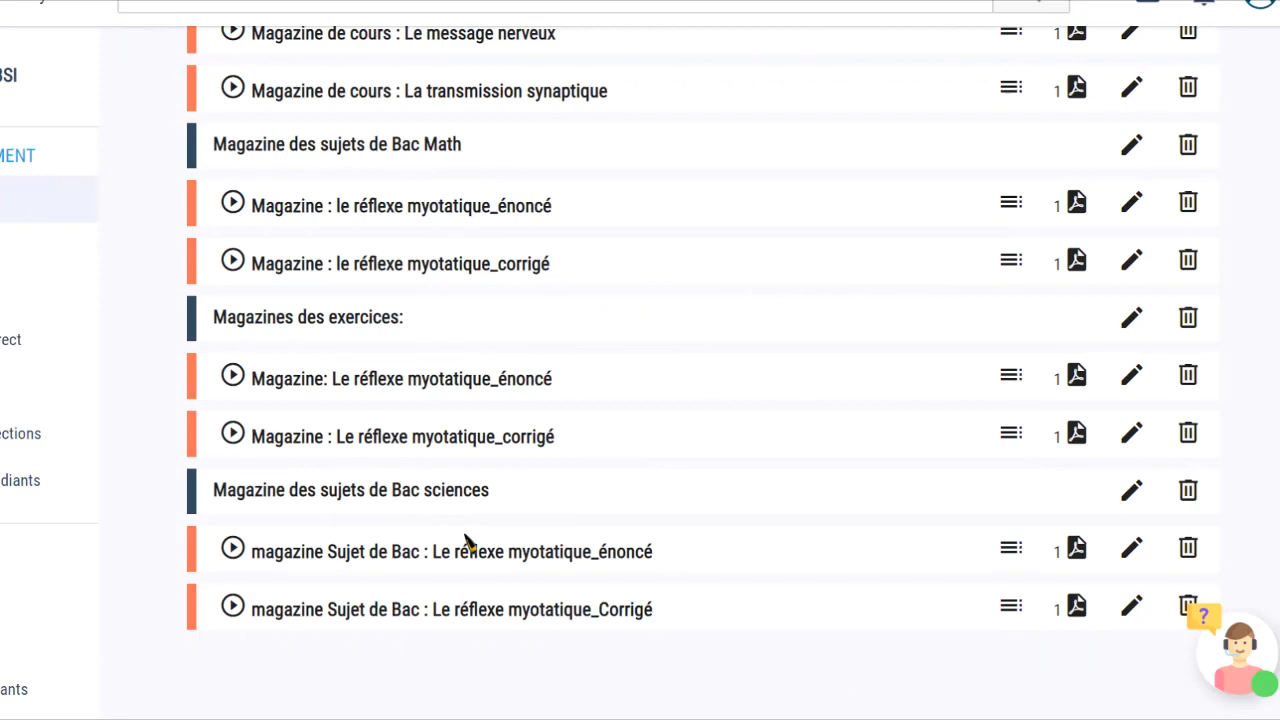 Magazine de cours : Le message nerveux
1
BSI
Magazine de cours : La transmission synaptique
1
MENT
Magazine des sujets de Bac Math
Magazine : le réflexe myotatique_énoncé
1
Magazine : le réflexe myotatique_corrigé
1
Magazines des exercices:
rect
Magazine: Le réflexe myotatique_énoncé
1
ections
Magazine : Le réflexe myotatique_corrigé
1
diants
Magazine des sujets de Bac sciences
magazine Sujet de Bac : Le réflexe myotatique_énoncé
1
magazine Sujet de Bac : Le réflexe myotatique_Corrigé
1
?
ants